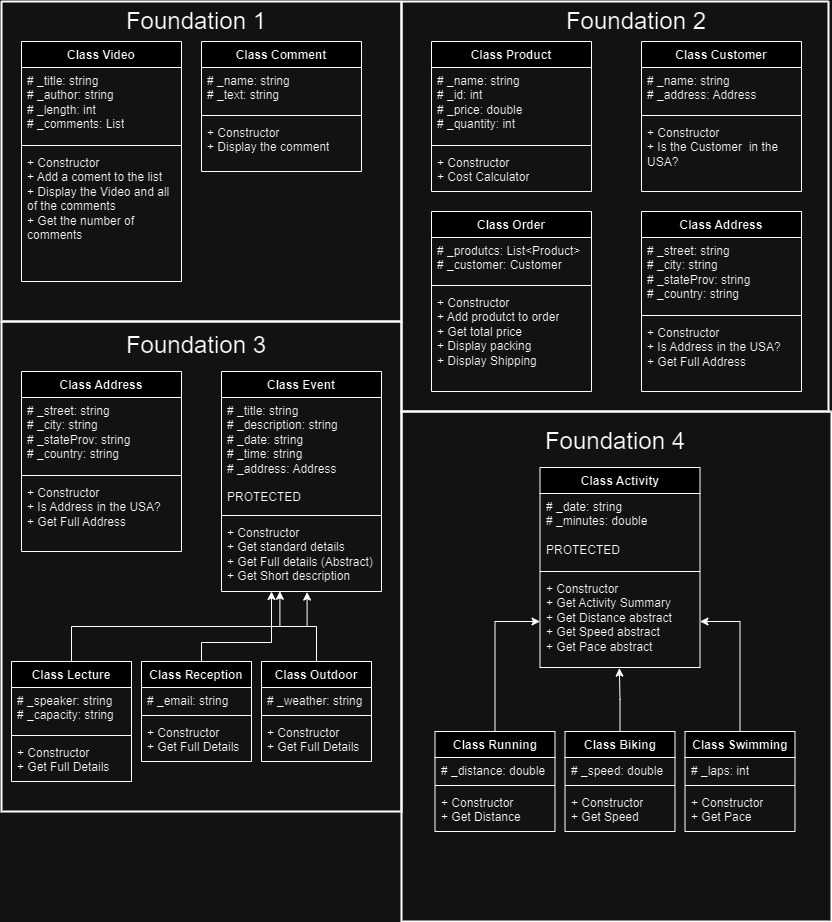 Foundation 1
Class Video
# _title: string
# _author: string
# _length: int
# _comments: List
+ Constructor
+ Add a coment to the list
+ Display the Video and all
of the comments
+ Get the number of
comments
Class Comment
# _name: string
# _text: string
+ Constructor
+ Display the comment
Foundation 2
Class Product
# _name: string
# _id: int
# _price: double
# _quantity: int
+ Constructor
+ Cost Calculator
Class Customer
# _name: string
# _address: Address
+ Constructor
+ Is the Customer in the
USA?
Class Order
# _produtcs: List<Product>
# _customer: Customer
+ Constructor
+ Add produtct to order
+ Get total price
+ Display packing
+ Display Shipping
Class Address
# _street: string
# _city: string
# _stateProv: string
# _country: string
+ Constructor
+ Is Address in the USA?
+ Get Full Address
Foundation 3
Class Address
# _street: string
# _city: string
# _stateProv: string
# _country: string
+ Constructor
+ Is Address in the USA?
+ Get Full Address
Class Event
# _title: string
# _description: string
# _date: string
# _time: string
# _address: Address
PROTECTED
+ Constructor
+ Get standard details
+ Get Full details (Abstract)
+ Get Short description
Class Lecture
# _speaker: string
# _capacity: string
+ Constructor
+ Get Full Details
Class Reception
# _email: string
+ Constructor
+ Get Full Details
Class Outdoor
# _weather: string
+ Constructor
+ Get Full Details
Foundation 4
Class Activity
# _date: string
# _minutes: double
PROTECTED
+ Constructor
+ Get Activity Summary
+ Get Distance abstract
+ Get Speed abstract
+ Get Pace abstract
Class Running
# _distance: double
+ Constructor
+ Get Distance
Class Biking
# _speed: double
+ Constructor
+ Get Speed
Class Swimming
# _laps: int
+ Constructor
+ Get Pace